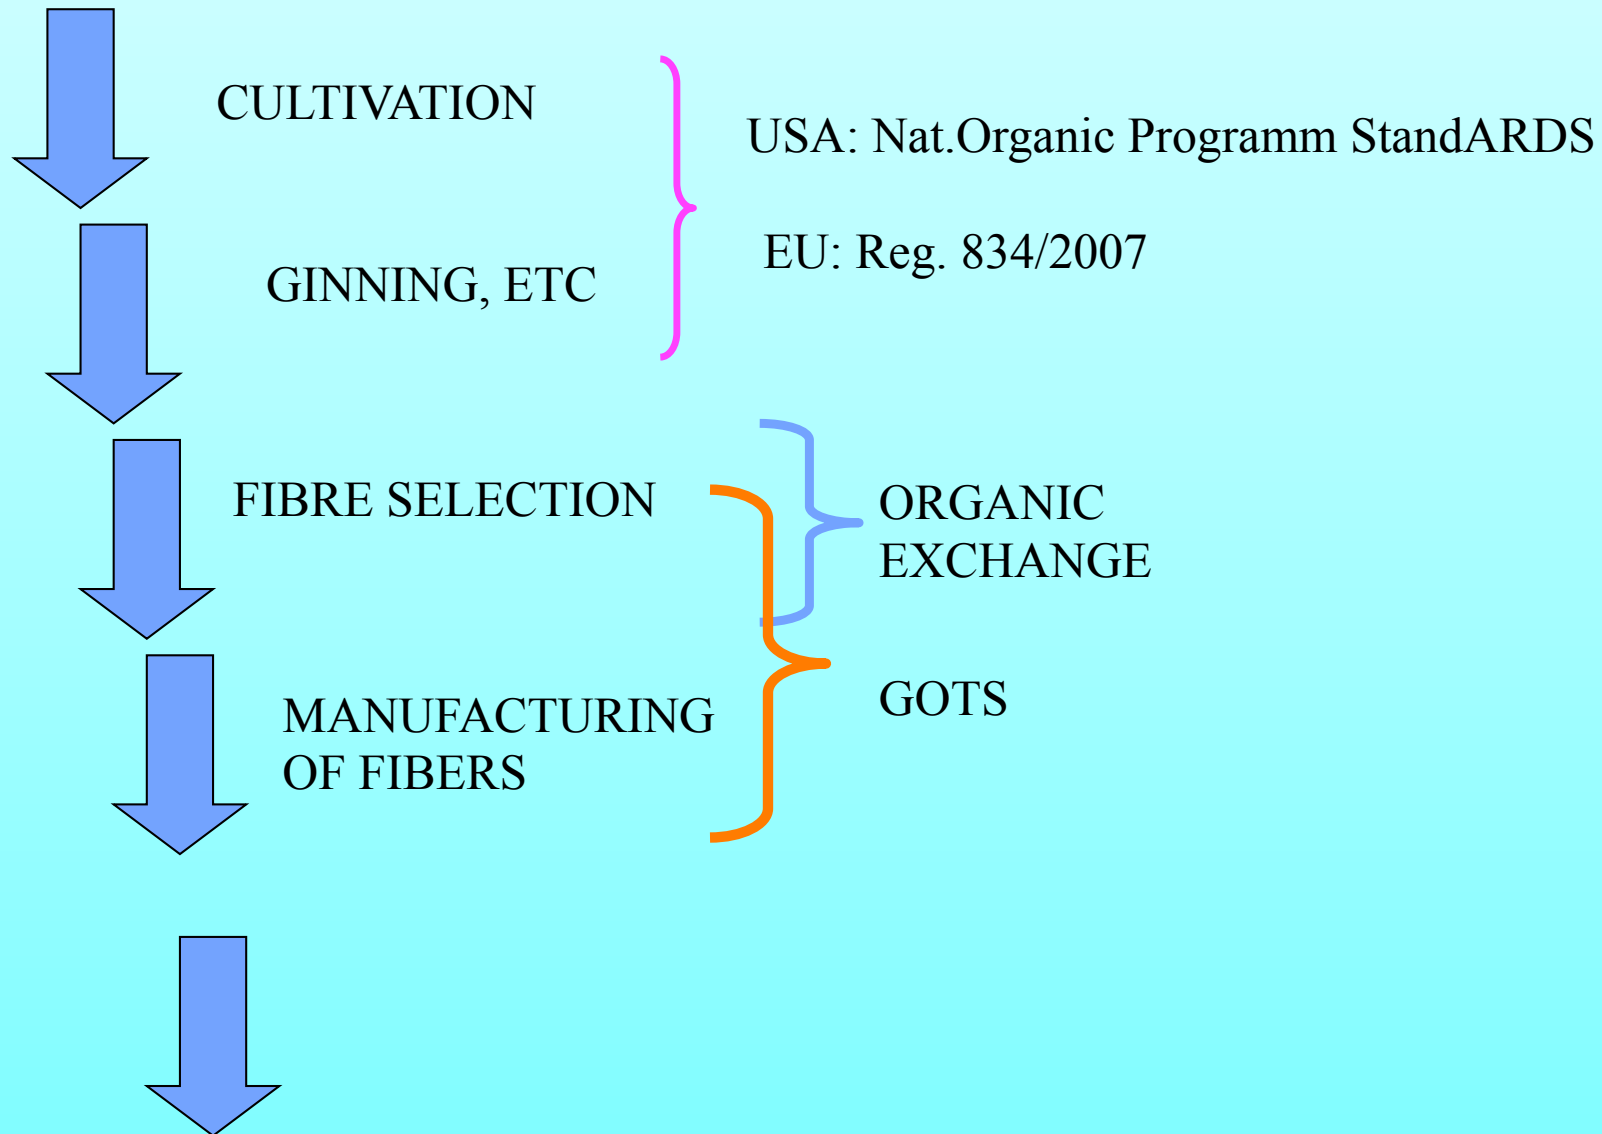 CULTIVATION
USA: Nat.Organic Programm StandARDS
EU: Reg. 834/2007
GINNING, ETC
FIBRE SELECTION
ORGANIC
EXCHANGE
MANUFACTURING
OF FIBERS
GOTS